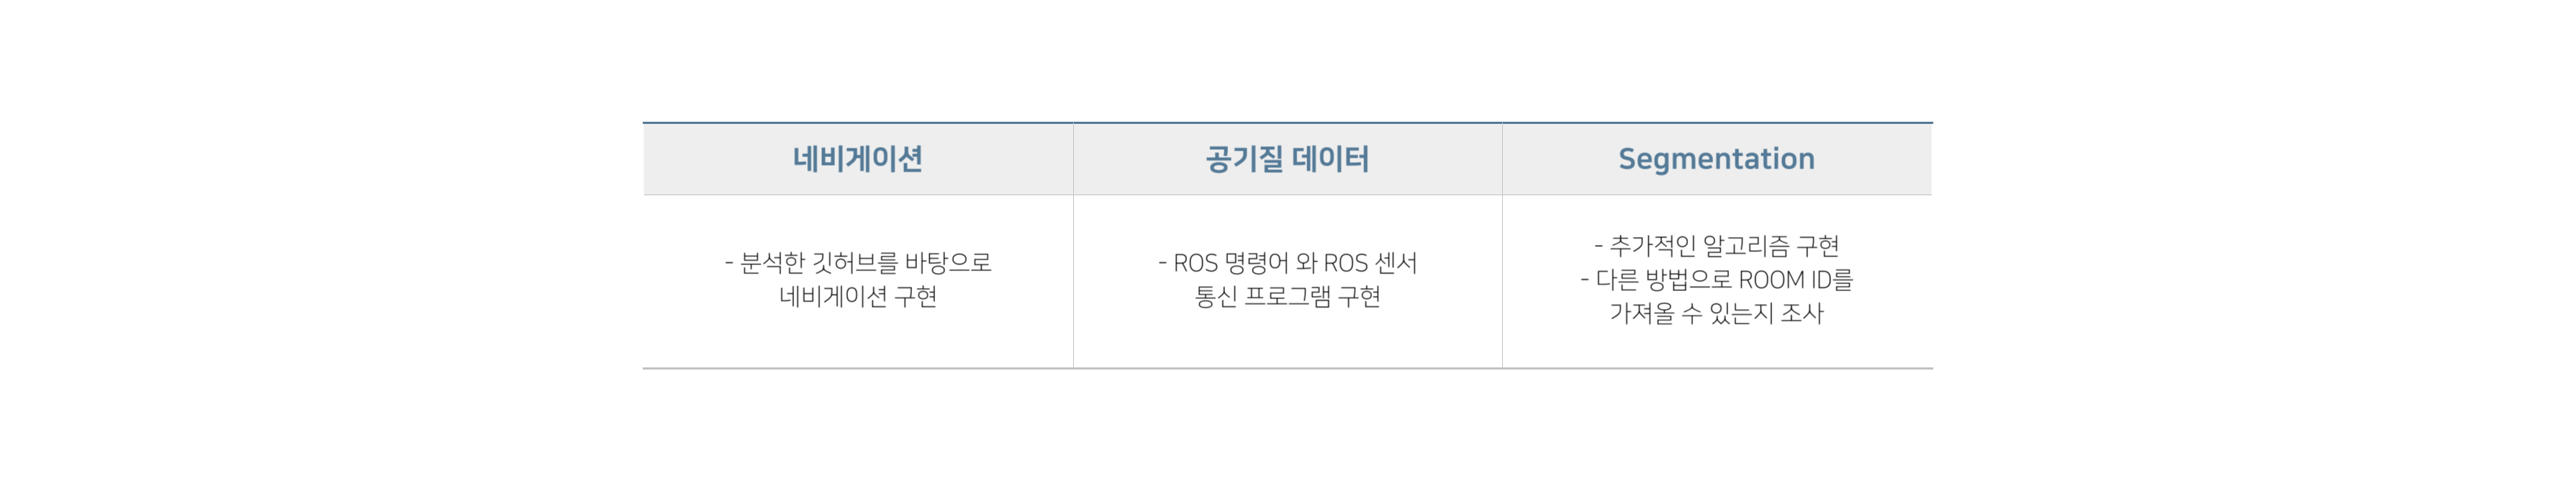 네비게이션
공기질 데이터
Segmentation
- 분석한 깃허브를 바탕으로
네비게이션 구현
- ROS 명령어 와 ROS 센서
통신 프로그램 구현
- 추가적인 알고리즘 구현
- 다른 방법으로 ROOM ID를
가져올 수 있는지 조사